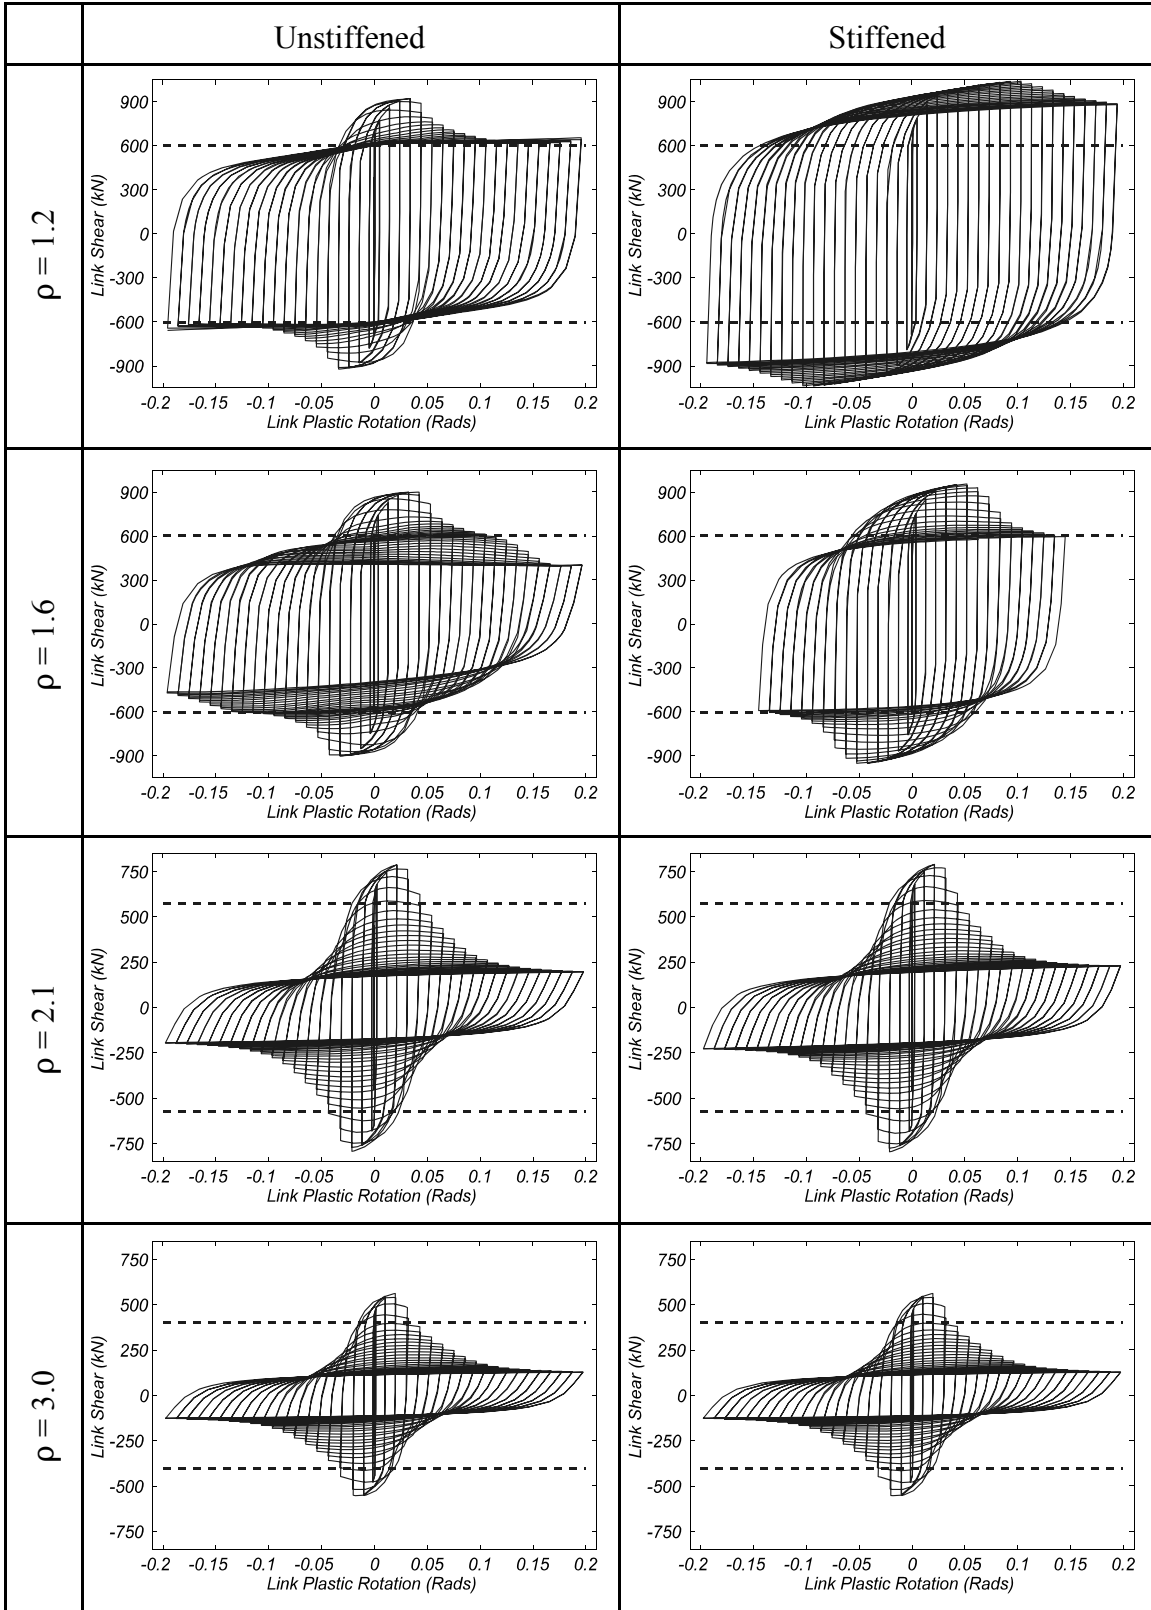 Unstiffened
Stiffened
ρ = 1.2
900
600
300
0
-300
-600
-900
Link Shear (kN)
-0.2 -0.15 -0.1 -0.05 0 0.05 0.1 0.15 0.2
Link Plastic Rotation (Rads)
900
600
300
0
-300
-600
-900
Link Shear (kN)
-0.2 -0.15 -0.1 -0.05 0 0.05 0.1 0.15 0.2
Link Plastic Rotation (Rads)
ρ = 1.6
900
600
300
0
-300
-600
-900
Link Shear (kN)
-0.2 -0.15 -0.1 -0.05 0 0.05 0.1 0.15 0.2
Link Plastic Rotation (Rads)
900
600
300
0
-300
-600
-900
Link Shear (kN)
-0.2 -0.15 -0.1 -0.05 0 0.05 0.1 0.15 0.2
Link Plastic Rotation (Rads)
ρ = 2.1
750
500
250
0
-250
-500
-750
Link Shear (kN)
-0.2 -0.15 -0.1 -0.05 0 0.05 0.1 0.15 0.2
Link Plastic Rotation (Rads)
750
500
250
0
-250
-500
-750
Link Shear (kN)
-0.2 -0.15 -0.1 -0.05 0 0.05 0.1 0.15 0.2
Link Plastic Rotation (Rads)
ρ = 3.0
750
500
250
0
-250
-500
-750
Link Shear (kN)
-0.2 -0.15 -0.1 -0.05 0 0.05 0.1 0.15 0.2
Link Plastic Rotation (Rads)
750
500
250
0
-250
-500
-750
Link Shear (kN)
-0.2 -0.15 -0.1 -0.05 0 0.05 0.1 0.15 0.2
Link Plastic Rotation (Rads)